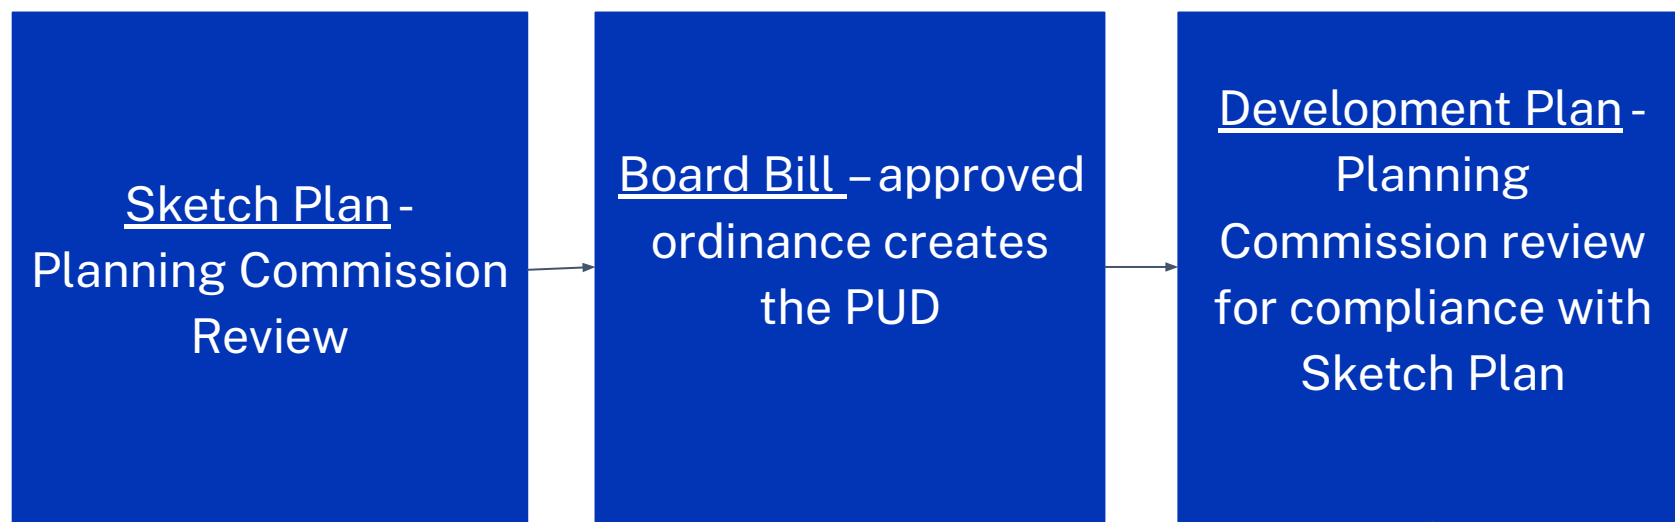 Sketch Plan -
Planning Commission
Review
Board Bill – approved
ordinance creates
the PUD
Development Plan -
Planning
Commission review
for compliance with
Sketch Plan